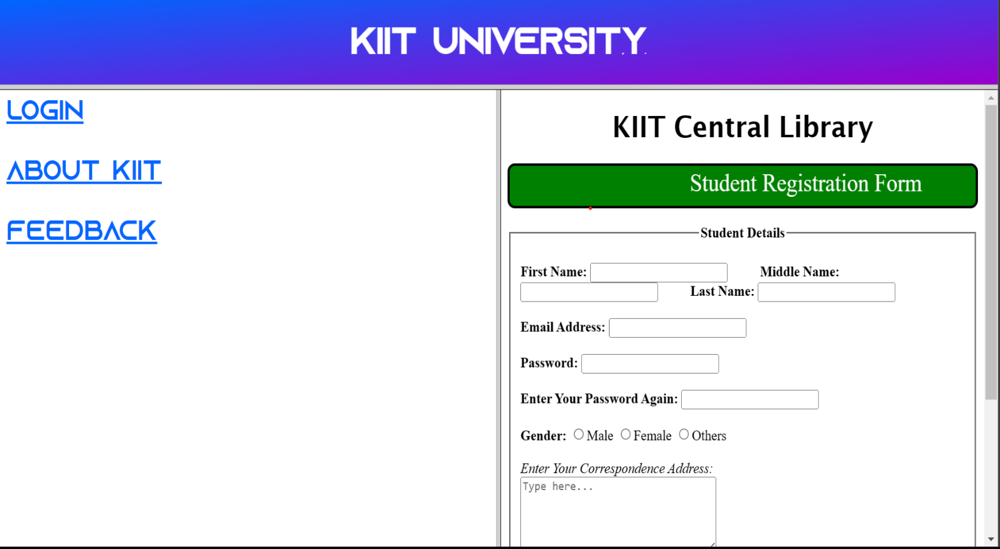 KIIT UNIVERSITY
LOGIN
ABOUT KIIT
FEEDBACK
KIIT Central Library
Student Registration Form
Student Details
First Name: Middle Name:
Last Name:
Email Address:
Password:
Enter Your Password Again:
Gender: Male Female Others
Enter Your Correspondence Address:
Type here...